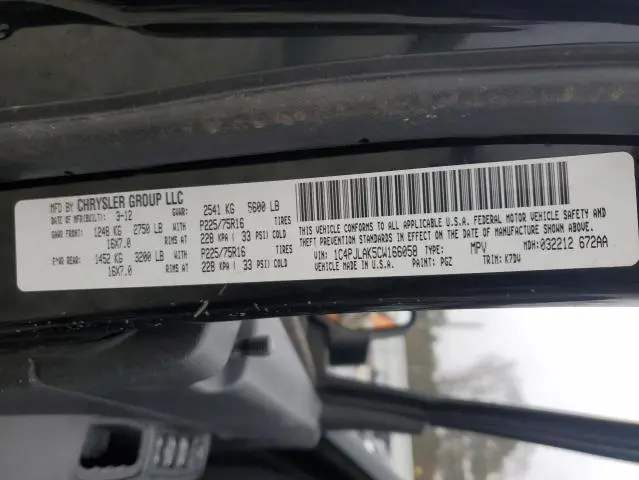 MFD BY CHRYSLER GROUP LLC
DATE OF MFR(BUILT): 3-12 GVWR: 2541 KG 5600 LB
GAWR FRONT: 1248 KG 2750 LB WITH P225/75R16 TIRES
16X7.0 RIMS AT 228 KPA ( 33 PSI) COLD
GAWR REAR: 1452 KG 3200 LB WITH P225/75R16 TIRES
16X7.0 RIMS AT 228 KPA ( 33 PSI) COLD
THIS VEHICLE CONFORMS TO ALL APPLICABLE U.S.A. FEDERAL MOTOR VEHICLE SAFETY AND
THEFT PREVENTION STANDARDS IN EFFECT ON THE DATE OF MANUFACTURE SHOWN ABOVE.
VIN: 1C4PJLAK5CW166058 TYPE: MPV MDH: 032212 672AA
VEHICLE MADE IN U.S.A. PAINT: PGZ TRIM: K7DV